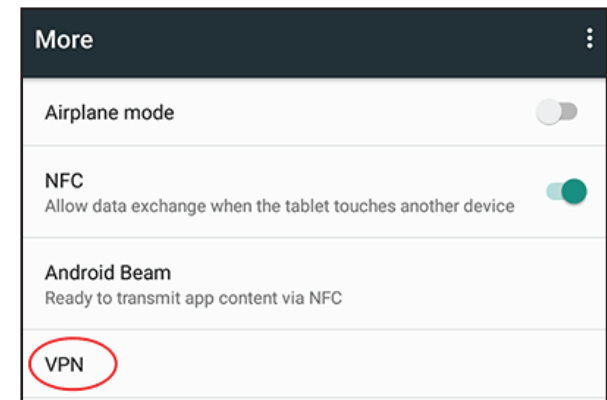 More
Airplane mode
NFC
Allow data exchange when the tablet touches another device
Android Beam
Ready to transmit app content via NFC
VPN